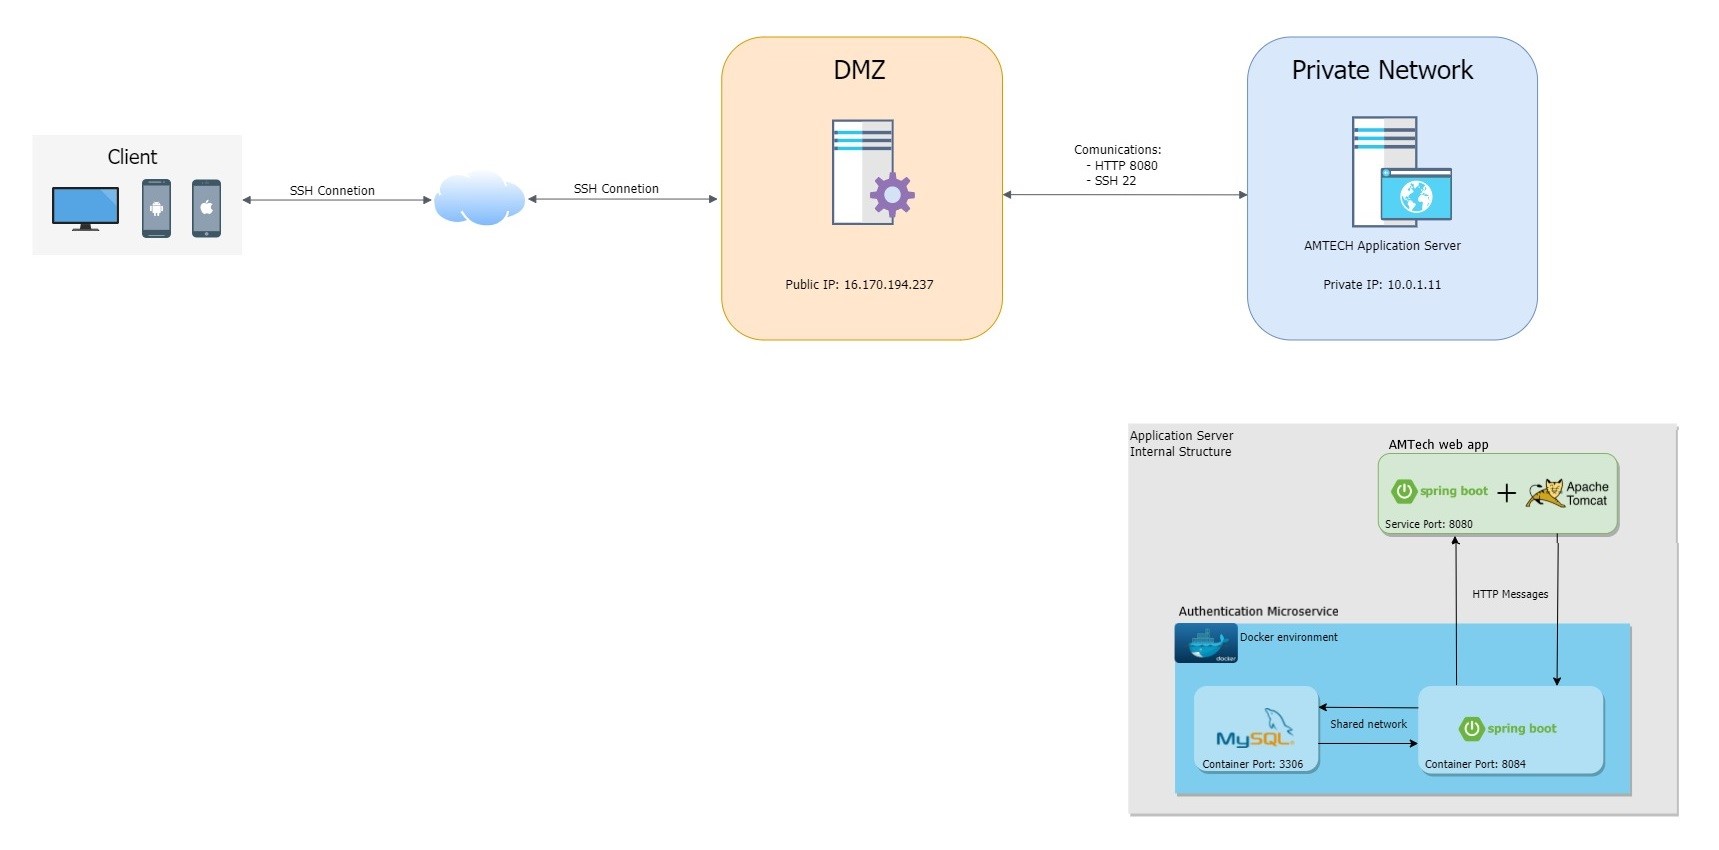 DMZ
Private Network
Client
SSH Connetion
SSH Connetion
Comunications:
- HTTP 8080
- SSH 22
AMTECH Application Server
Public IP: 16.170.194.237
Private IP: 10.0.1.11
Application Server
Internal Structure
AMTech web app
spring boot
+
Apache
Tomcat
Service Port: 8080
HTTP Messages
Authentication Microservice
docker
Docker environment
MySQL
Container Port: 3306
Shared network
spring boot
Container Port: 8084